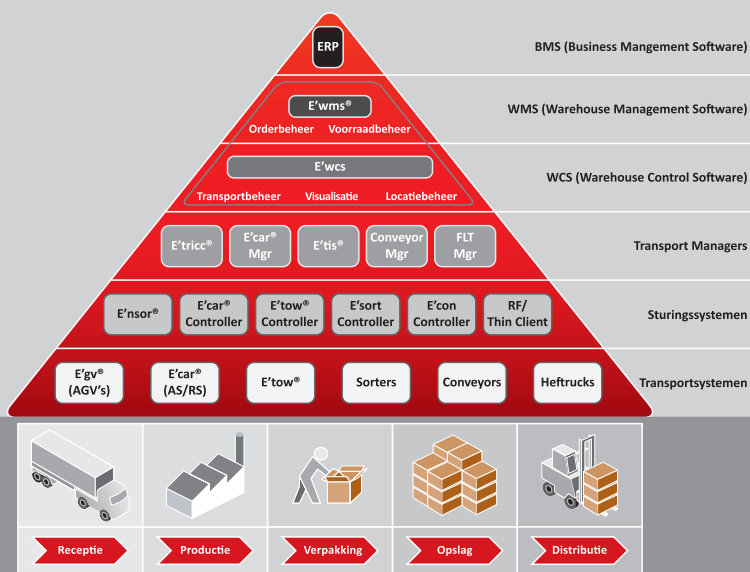 ERP
BMS (Business Mangement Software)
E'wms®
Orderbeheer Voorraadbeheer
WMS (Warehouse Management Software)
E'wcs
Transportbeheer Visualisatie Locatiebeheer
WCS (Warehouse Control Software)
E'tricc®
E'car®
Mgr
E'tis®
Conveyor
Mgr
FLT
Mgr
Transport Managers
E'nsor®
E'car®
Controller
E'tow®
Controller
E'sort
Controller
E'con
Controller
RF/
Thin Client
Sturingssystemen
E'gv®
(AGV's)
E'car®
(AS/RS)
E'tow®
Sorters
Conveyors
Heftrucks
Transportsystemen
Receptie
Productie
Verpakking
Opslag
Distributie